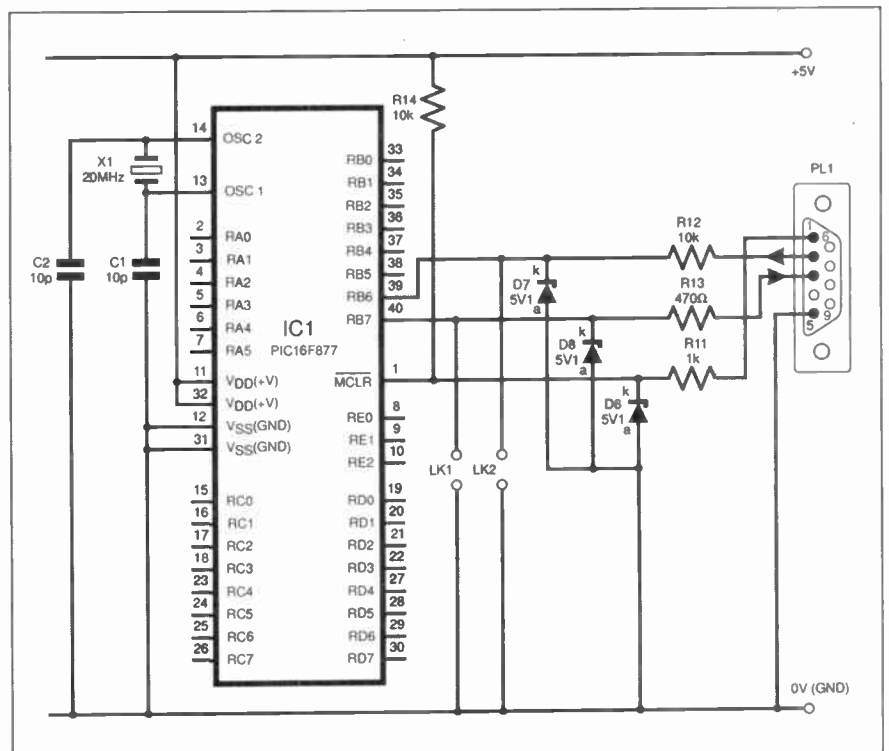 +5V
R14
10k
14
OSC 2
X1
20MHz
13
OSC 1
33
RB0
34
RB1
35
RB2
36
RB3
37
RB4
38
RB5
39
RB6
40
RB7
PL1
R12
10k
1
6
R13
470Ω
5
9
R11
1k
D7
5V1
k
a
D8
5V1
k
a
D6
5V1
k
a
C2
10p
C1
10p
2
RA0
3
RA1
4
RA2
5
RA3
6
RA4
7
RA5
IC1
PIC16F877
1
MCLR
11
VDD(+V)
32
VDD(+V)
12
VSS(GND)
31
VSS(GND)
8
RE0
9
RE1
10
RE2
LK1
LK2
15
RC0
16
RC1
17
RC2
18
RC3
23
RC4
24
RC5
25
RC6
26
RC7
19
RD0
20
RD1
21
RD2
22
RD3
27
RD4
28
RD5
29
RD6
30
RD7
0V (GND)